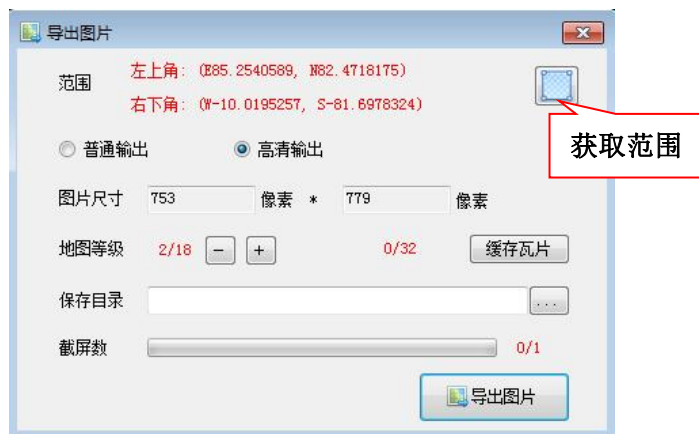 导出图片
范围
左上角: (E85.2540589, N82.4718175)
右下角: (W-10.0195257, S-81.6978324)
获取范围
普通输出 高清输出
图片尺寸 753 像素 * 779 像素
地图等级 2/18 - + 0/32 缓存瓦片
保存目录 ...
截屏数 0/1
导出图片